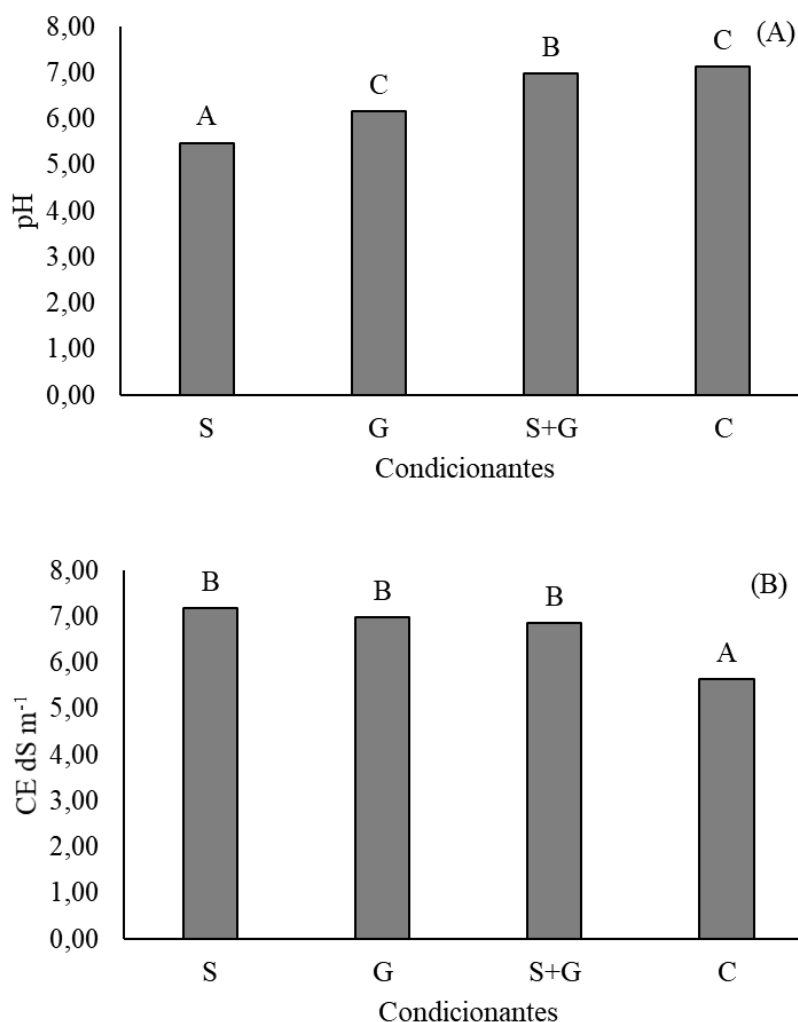 8,00
7,00
6,00
5,00
4,00
3,00
2,00
1,00
0,00
pH
A
C
B
C
(A)
S G S+G C
Condicionantes
8,00
7,00
6,00
5,00
4,00
3,00
2,00
1,00
0,00
CE dS m⁻¹
B
B
B
A
(B)
S G S+G C
Condicionantes